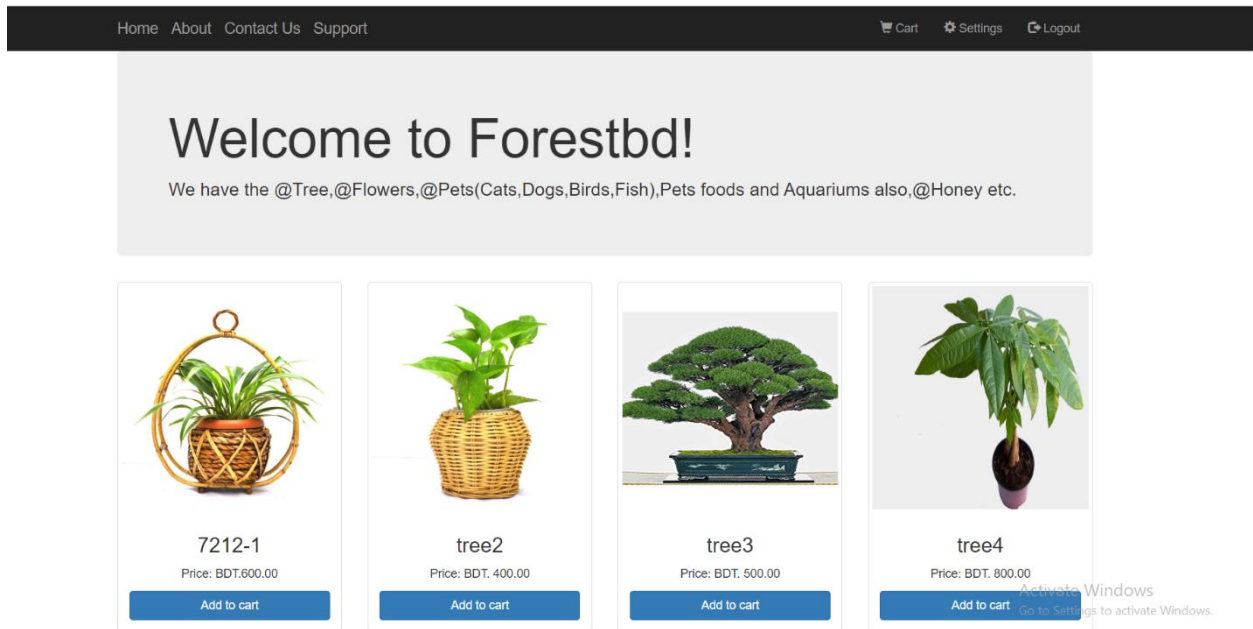 Home About Contact Us Support Cart Settings Logout
Welcome to Forestbd!
We have the @Tree,@Flowers,@Pets(Cats,Dogs,Birds,Fish),Pets foods and Aquariums also,@Honey etc.
7212-1 tree2 tree3 tree4
Price: BDT.600.00 Price: BDT. 400.00 Price: BDT. 500.00 Price: BDT. 800.00
Add to cart Add to cart Add to cart Add to cart
Activate Windows
Go to Settings to activate Windows.